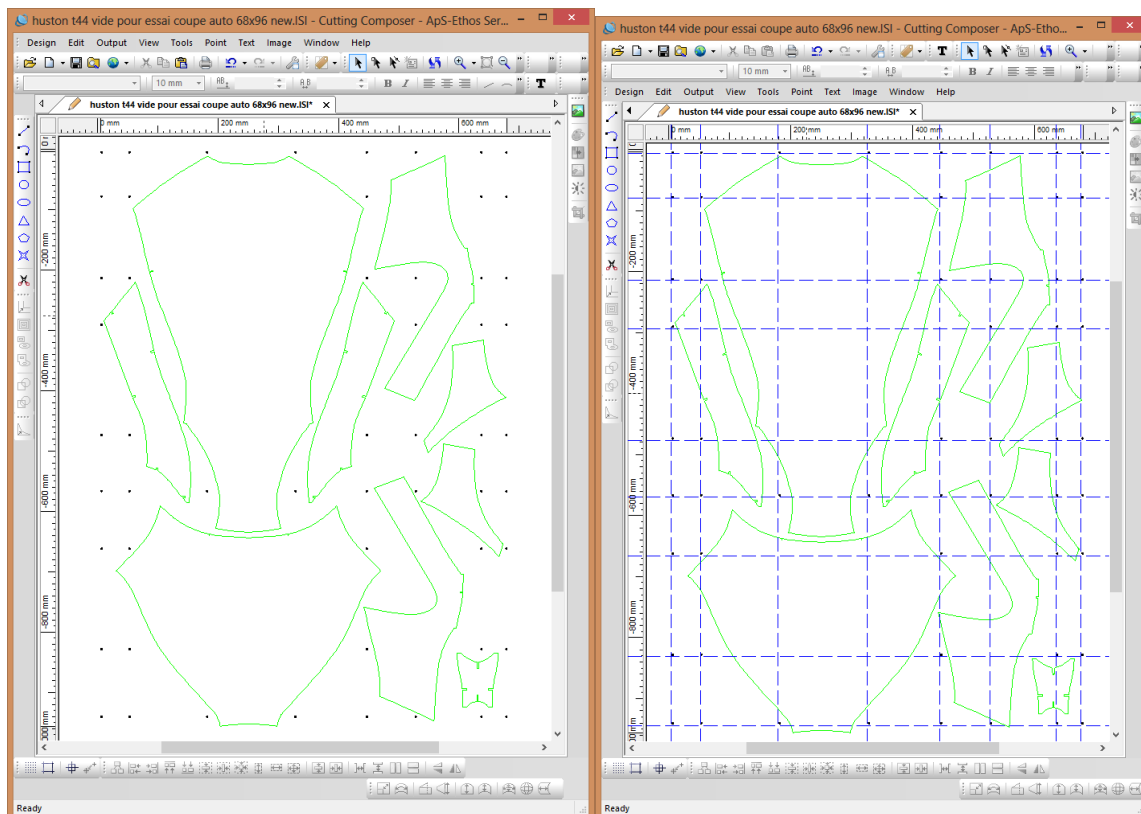 huston t44 vide pour essai coupe auto 68x96 new.ISI - Cutting Composer - ApS-Ethos Ser...
Design Edit Output View Tools Point Text Image Window Help
10 mm
B I
T
huston t44 vide pour essai coupe auto 68x96 new.ISI*
0 mm 200 mm 400 mm 600 mm
-200 mm
-400 mm
-600 mm
-800 mm
Ready
huston t44 vide pour essai coupe auto 68x96 new.ISI - Cutting Composer - ApS-Etho...
T
10 mm
B I
Design Edit Output View Tools Point Text Image Window Help
huston t44 vide pour essai coupe auto 68x96 new.ISI*
0 mm 200 mm 400 mm 600 mm
-200 mm
-400 mm
-600 mm
-800 mm
Ready